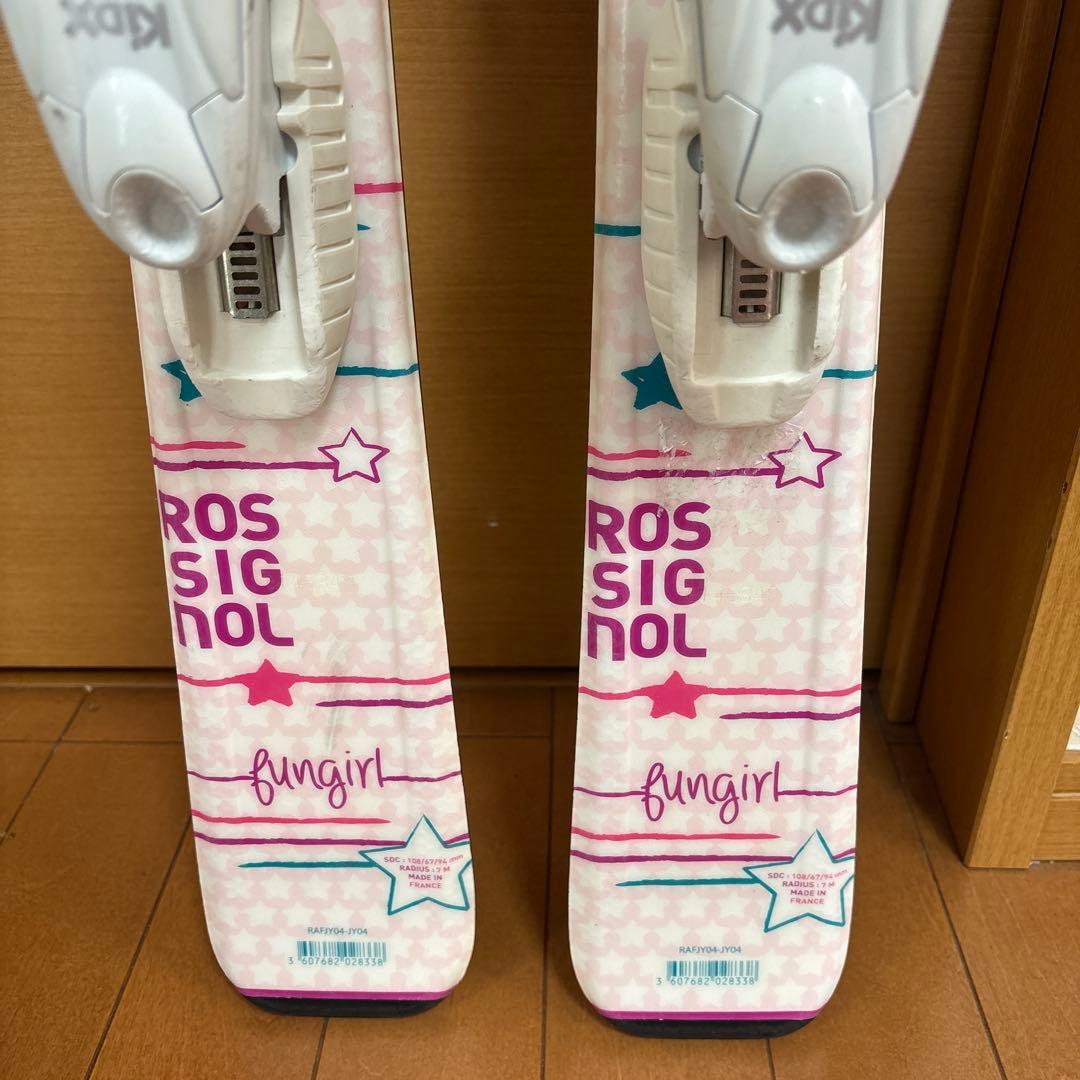 KIDX
KIDX
ROS
SIG
NOL
fungirl
SDC : 108/67/94 mm
RADIUS : 7 M
MADE IN
FRANCE
RAFJY04-JY04
3 607682 028338
ROS
SIG
NOL
fungirl
SDC : 108/67/94 mm
RADIUS : 7 M
MADE IN
FRANCE
RAFJY04-JY04
3 607682 028338